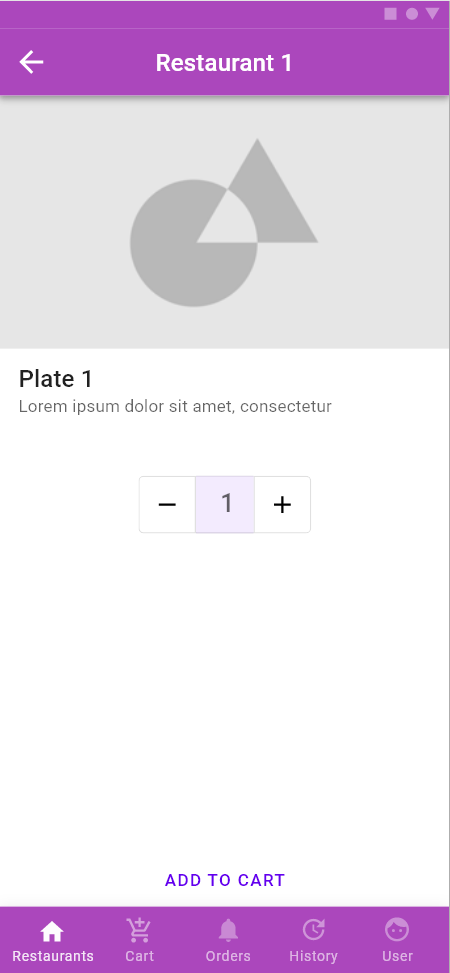 Restaurant 1
Plate 1
Lorem ipsum dolor sit amet, consectetur
1
ADD TO CART
Restaurants Cart Orders History User